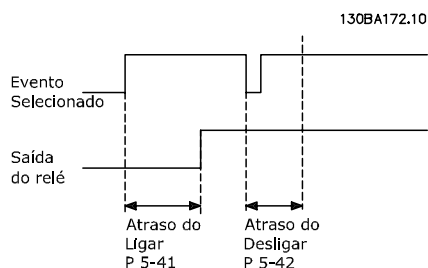 130BA172.10
Evento
Selecionado
Saída
do relé
Atraso do
Ligar
P 5-41
Atraso do
Desligar
P 5-42